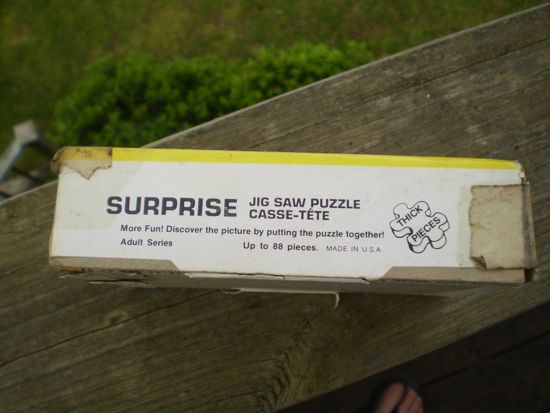 SURPRISE JIG SAW PUZZLE
CASSE-TÊTE
More Fun! Discover the picture by putting the puzzle together!
Adult Series Up to 88 pieces. MADE IN U.S.A.
THICK
PIECES